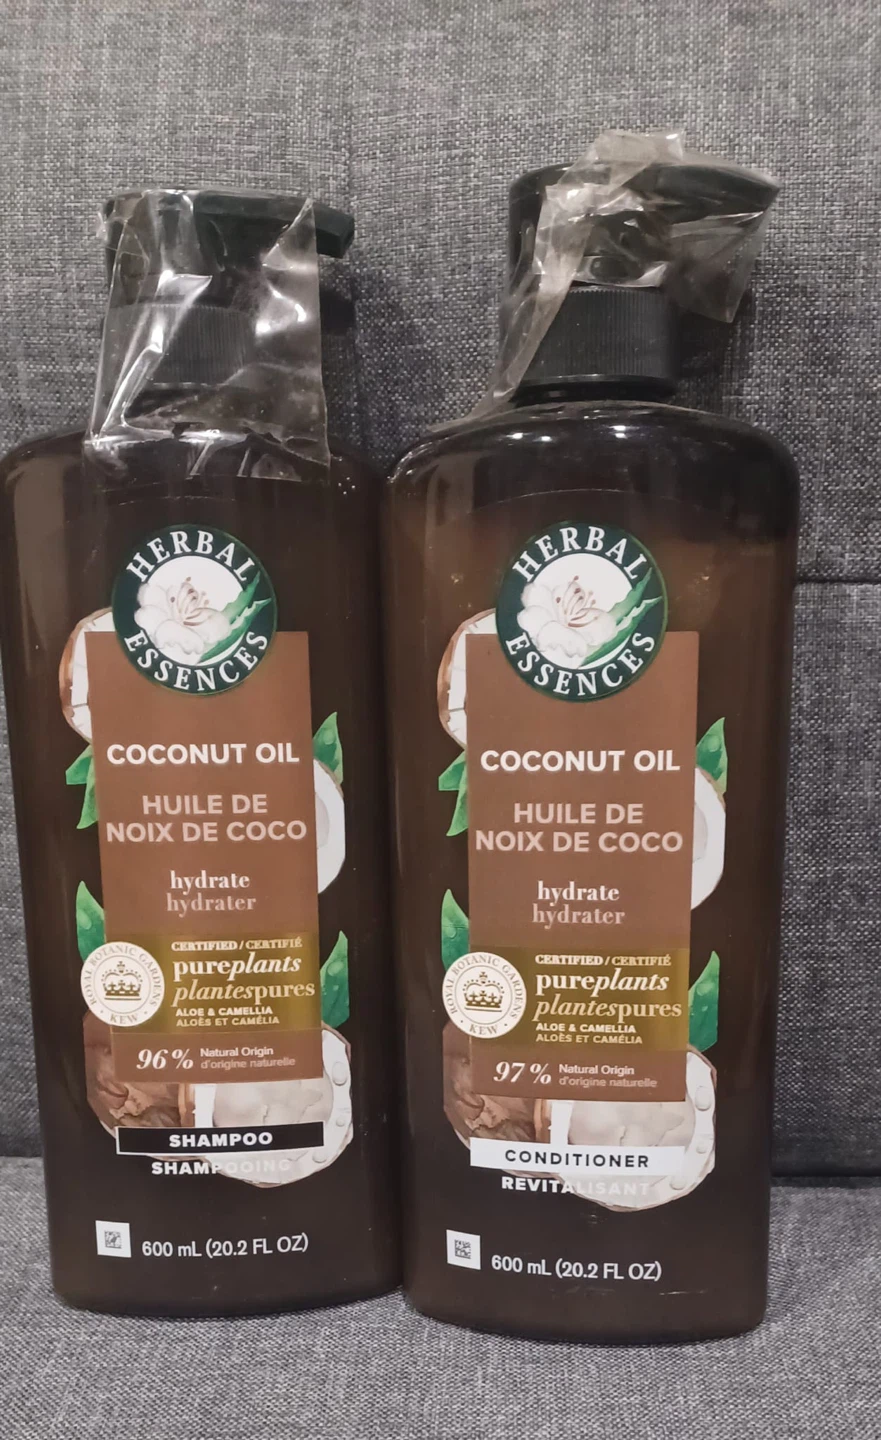 HERBAL
ESSENCES
COCONUT OIL
HUILE DE
NOIX DE COCO
hydrate
hydrater
ROYAL BOTANIC GARDENS
KEW
CERTIFIED / CERTIFIÉ
pureplants
plantespures
ALOE & CAMELLIA
ALOÈS ET CAMÉLIA
96% Natural Origin
d'origine naturelle
SHAMPOO
SHAMPOOING
600 mL (20.2 FL OZ)
HERBAL
ESSENCES
COCONUT OIL
HUILE DE
NOIX DE COCO
hydrate
hydrater
ROYAL BOTANIC GARDENS
KEW
CERTIFIED / CERTIFIÉ
pureplants
plantespures
ALOE & CAMELLIA
ALOÈS ET CAMÉLIA
97% Natural Origin
d'origine naturelle
CONDITIONER
REVITALISANT
600 mL (20.2 FL OZ)